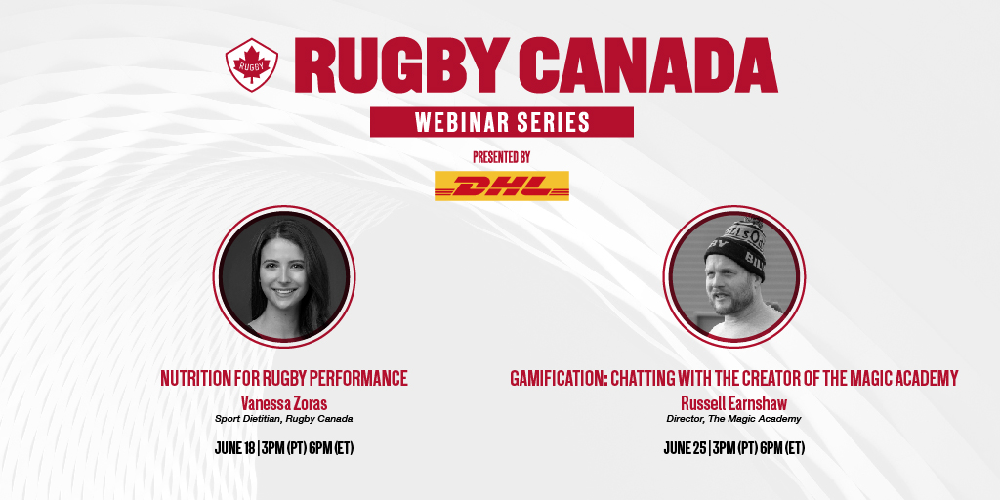 RUGBY
RUGBY CANADA
WEBINAR SERIES
PRESENTED BY
DHL
NUTRITION FOR RUGBY PERFORMANCE
Vanessa Zoras
Sport Dietitian, Rugby Canada
JUNE 18 | 3PM (PT) 6PM (ET)
GAMIFICATION: CHATTING WITH THE CREATOR OF THE MAGIC ACADEMY
Russell Earnshaw
Director, The Magic Academy
JUNE 25 | 3PM (PT) 6PM (ET)